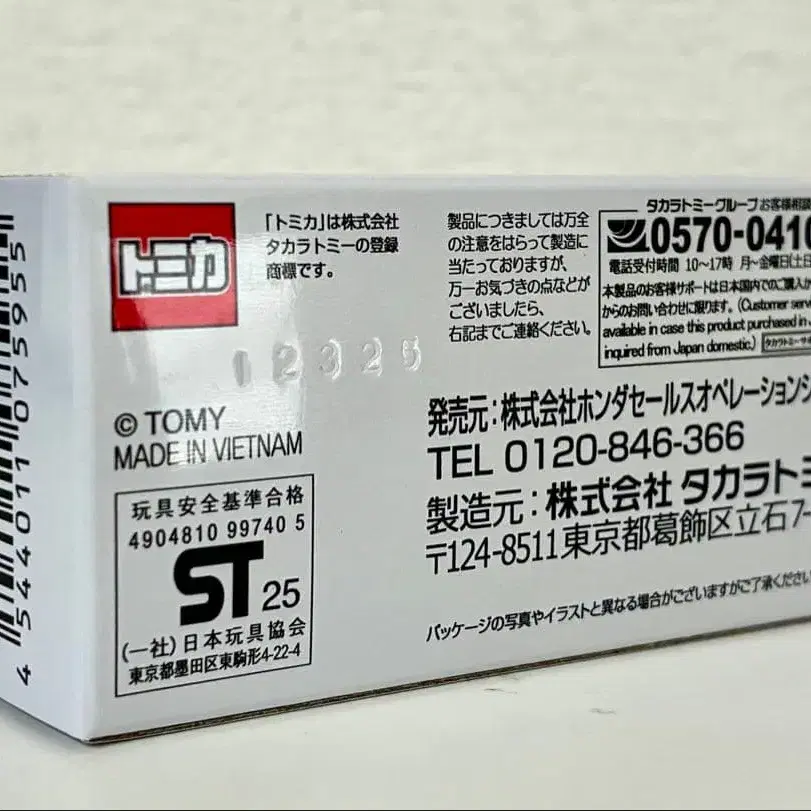 4 544011 075955
トミカ
「トミカ」は株式会社
タカラトミーの登録
商標です。
12325
© TOMY
MADE IN VIETNAM
玩具安全基準合格
4904810 99740 5
ST 25
(一社)日本玩具協会
東京都墨田区東駒形4-22-4
製品につきましては万全
の注意をはらって製造に
当たっておりますが、
万一お気づきの点などが
ございましたら、
右記までご連絡ください。
タカラトミーグループお客様相談
0570-0410
電話受付時間 10〜17時 月〜金曜日(土日
本製品のお客様サポートは日本国内でのご購入
からのお問い合わせに限ります。(Customer ser
available in case this product purchased in
inquired from Japan domestic.)
発売元:株式会社ホンダセールスオペレーションジ
TEL 0120-846-366
製造元:株式会社 タカラトミ
〒124-8511東京都葛飾区立石7-
パッケージの写真やイラストと異なる場合がございますがご了承くださ